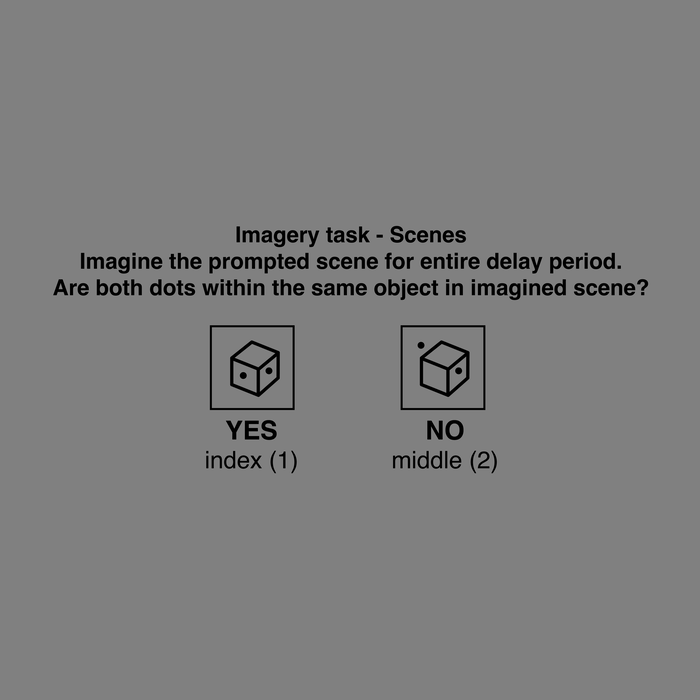 Imagery task - Scenes
Imagine the prompted scene for entire delay period.
Are both dots within the same object in imagined scene?
YES
index (1)
NO
middle (2)